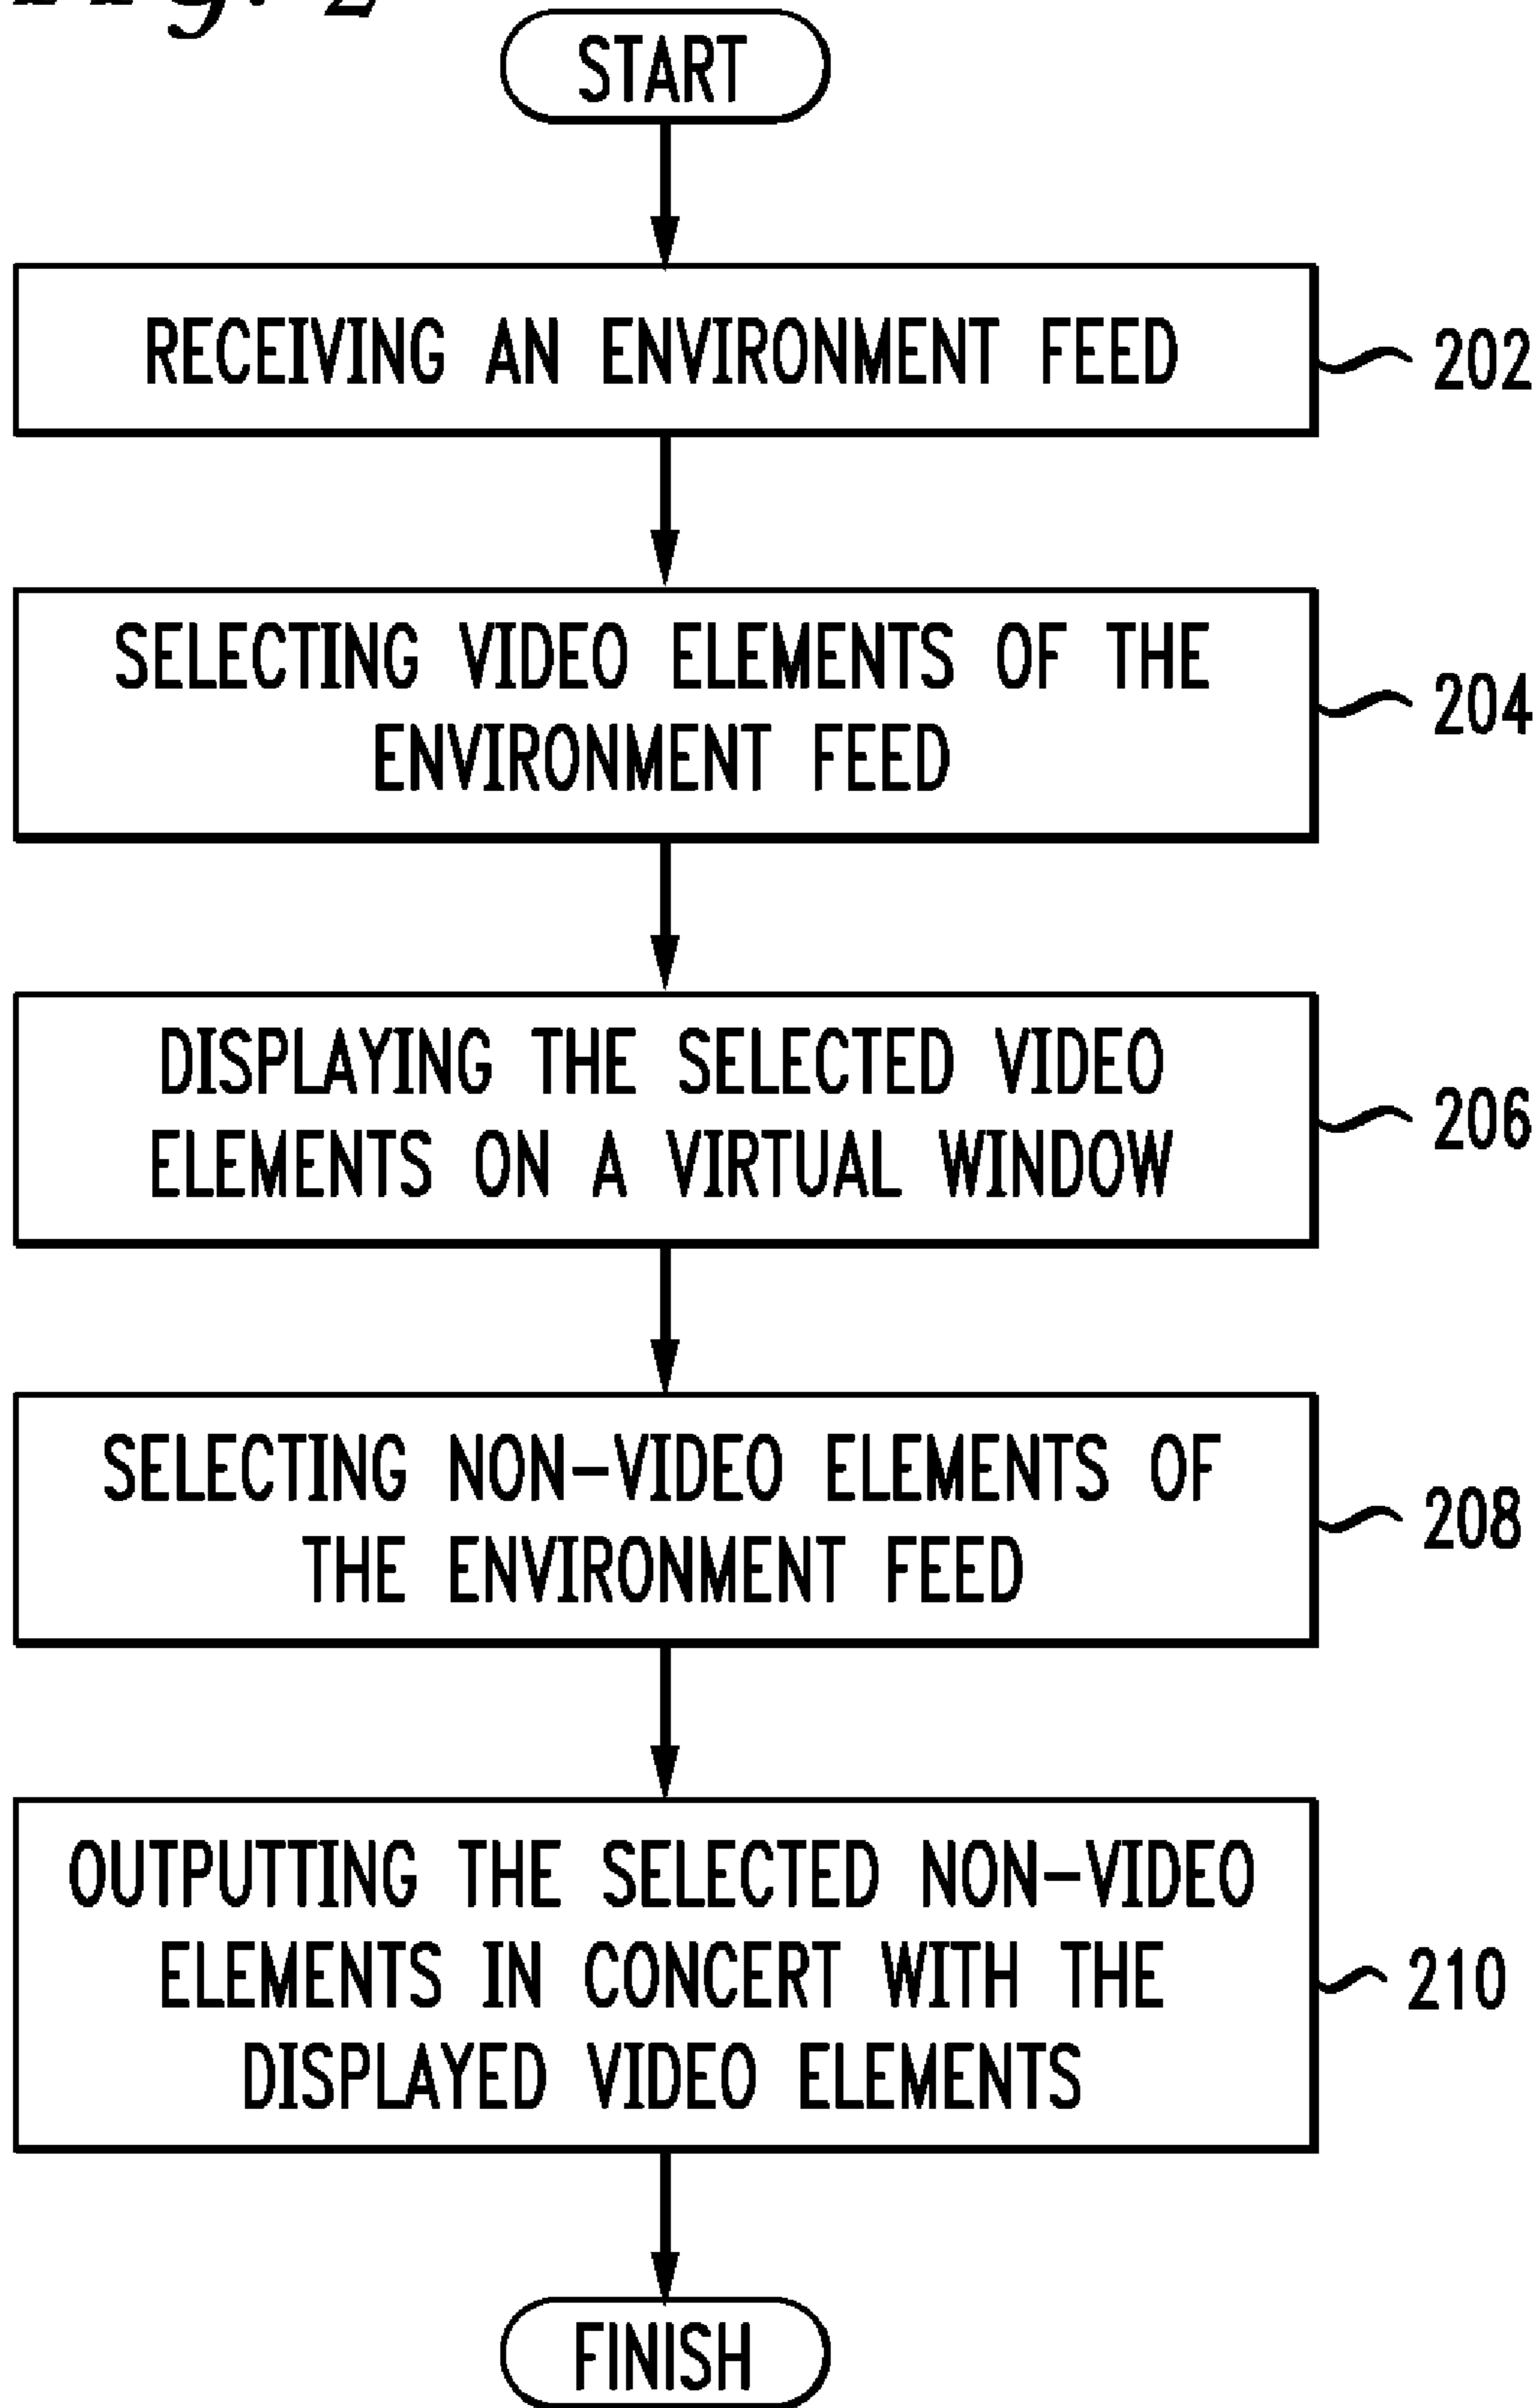 START
RECEIVING AN ENVIRONMENT FEED
202
SELECTING VIDEO ELEMENTS OF THE
ENVIRONMENT FEED
204
DISPLAYING THE SELECTED VIDEO
ELEMENTS ON A VIRTUAL WINDOW
206
SELECTING NON-VIDEO ELEMENTS OF
THE ENVIRONMENT FEED
208
OUTPUTTING THE SELECTED NON-VIDEO
ELEMENTS IN CONCERT WITH THE
DISPLAYED VIDEO ELEMENTS
210
FINISH